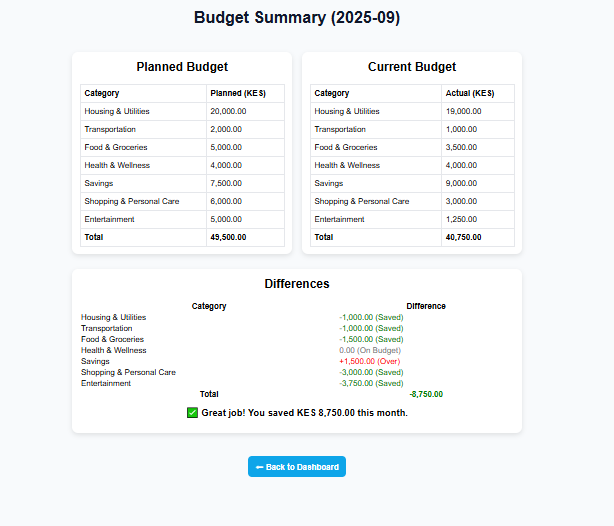 Budget Summary (2025-09)
Planned Budget
Category Planned (KES)
Housing & Utilities 20,000.00
Transportation 2,000.00
Food & Groceries 5,000.00
Health & Wellness 4,000.00
Savings 7,500.00
Shopping & Personal Care 6,000.00
Entertainment 5,000.00
Total 49,500.00
Current Budget
Category Actual (KES)
Housing & Utilities 19,000.00
Transportation 1,000.00
Food & Groceries 3,500.00
Health & Wellness 4,000.00
Savings 9,000.00
Shopping & Personal Care 3,000.00
Entertainment 1,250.00
Total 40,750.00
Differences
Category Difference
Housing & Utilities -1,000.00 (Saved)
Transportation -1,000.00 (Saved)
Food & Groceries -1,500.00 (Saved)
Health & Wellness 0.00 (On Budget)
Savings +1,500.00 (Over)
Shopping & Personal Care -3,000.00 (Saved)
Entertainment -3,750.00 (Saved)
Total -8,750.00
✅ Great job! You saved KES 8,750.00 this month.
← Back to Dashboard